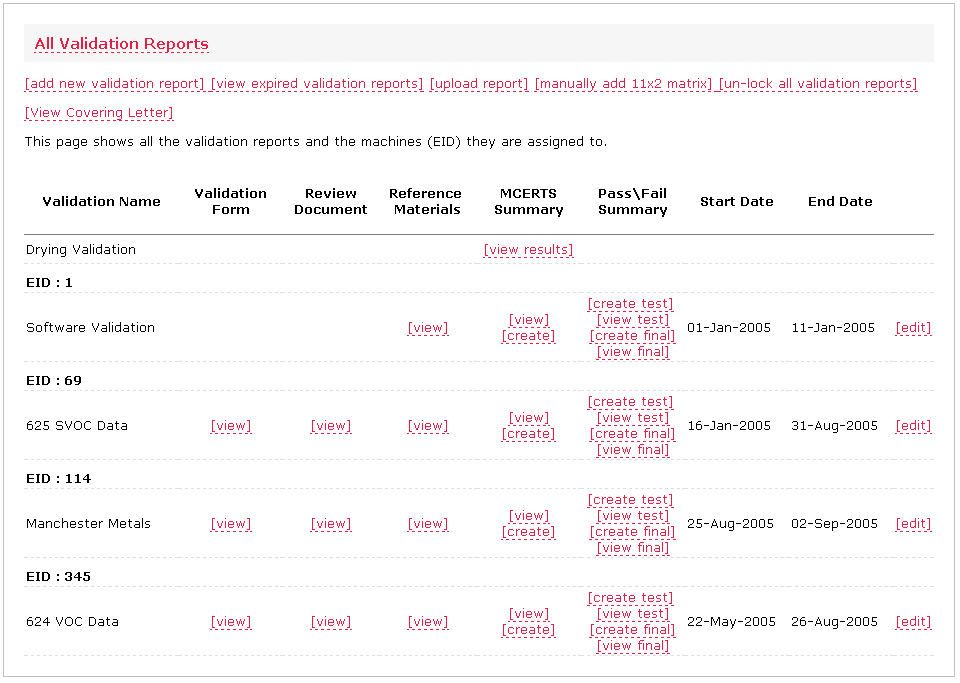 All Validation Reports
[add new validation report] [view expired validation reports] [upload report] [manually add 11x2 matrix] [un-lock all validation reports]
[View Covering Letter]
This page shows all the validation reports and the machines (EID) they are assigned to.
Validation Name Validation Form Review Document Reference Materials MCERTS Summary Pass\Fail Summary Start Date End Date
Drying Validation [view results]
EID : 1
[create test]
[view] [view test]
Software Validation [view] 01-Jan-2005 11-Jan-2005 [edit]
[create] [create final]
[view final]
EID : 69
[create test]
[view] [view test]
625 SVOC Data [view] [view] [view] 16-Jan-2005 31-Aug-2005 [edit]
[create] [create final]
[view final]
EID : 114
[create test]
[view] [view test]
Manchester Metals [view] [view] [view] 25-Aug-2005 02-Sep-2005 [edit]
[create] [create final]
[view final]
EID : 345
[create test]
[view] [view test]
624 VOC Data [view] [view] [view] 22-May-2005 26-Aug-2005 [edit]
[create] [create final]
[view final]